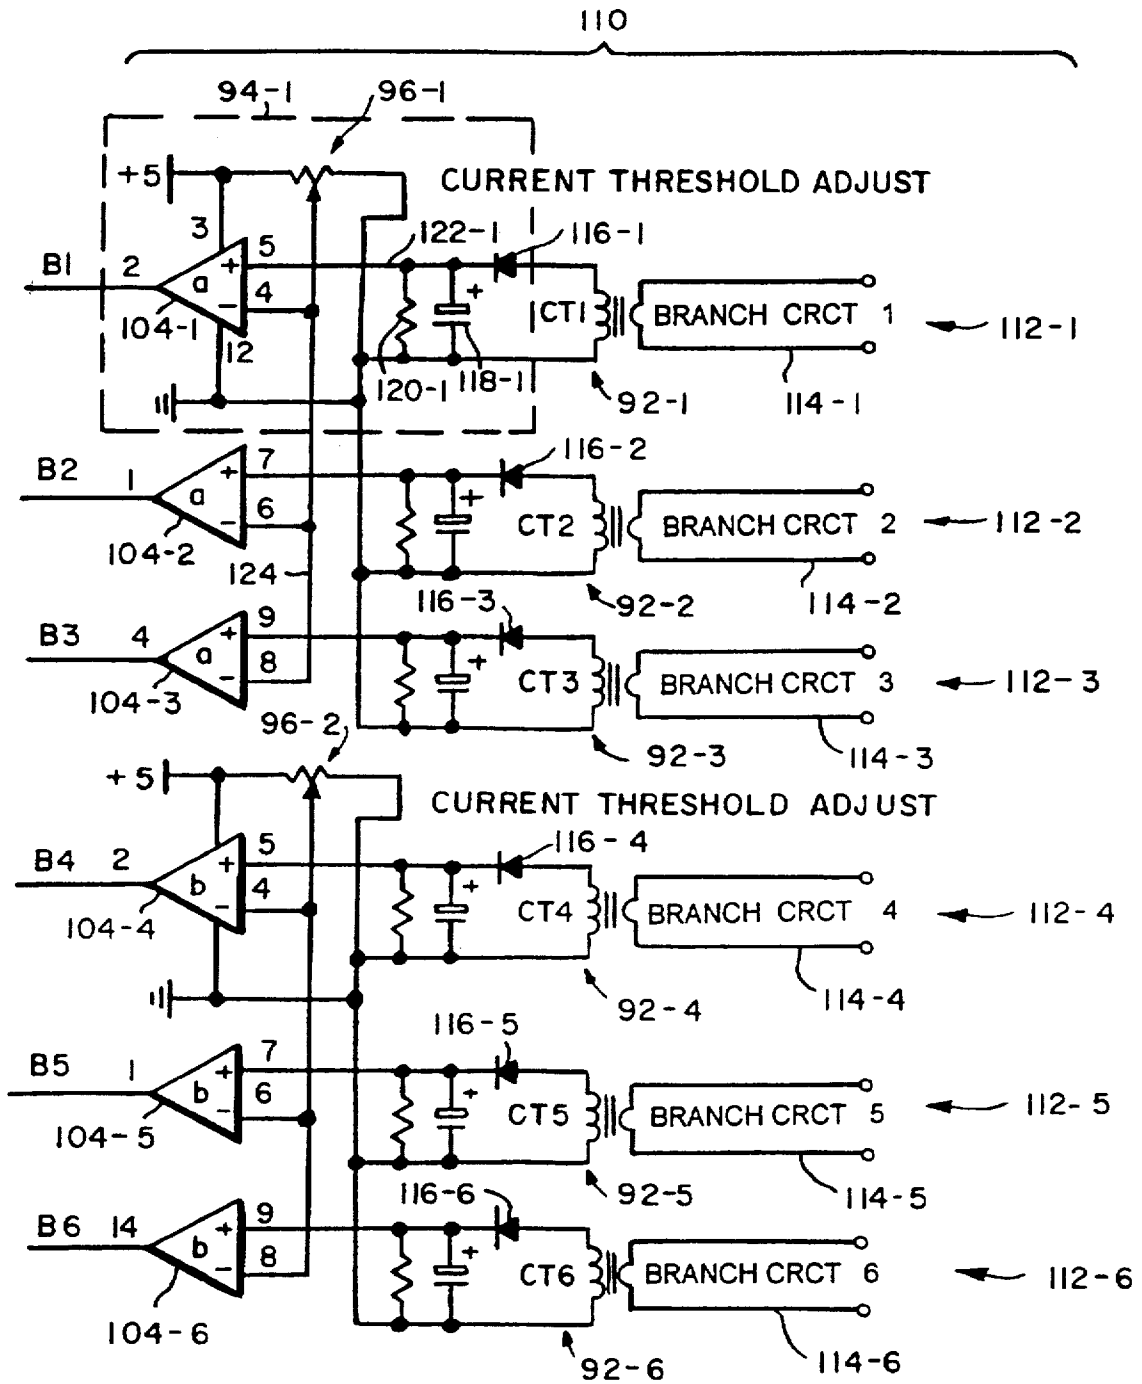 110
94-1 96-1
+5 CURRENT THRESHOLD ADJUST
3 5 122-1 116-1
B1 2 a + - 4 + CT1 BRANCH CRCT 1 112-1
104-1 12 120-1 118-1 92-1 114-1
116-2
B2 1 a + - 7 6 + CT2 BRANCH CRCT 2 112-2
104-2 124 92-2 114-2
116-3
B3 4 a + - 9 8 + CT3 BRANCH CRCT 3 112-3
104-3 92-3 114-3
96-2
+5 CURRENT THRESHOLD ADJUST
116-4
B4 2 b + - 5 4 + CT4 BRANCH CRCT 4 112-4
104-4 92-4 114-4
116-5
B5 1 b + - 7 6 + CT5 BRANCH CRCT 5 112-5
104-5 92-5 114-5
116-6
B6 14 b + - 9 8 + CT6 BRANCH CRCT 6 112-6
104-6 92-6 114-6